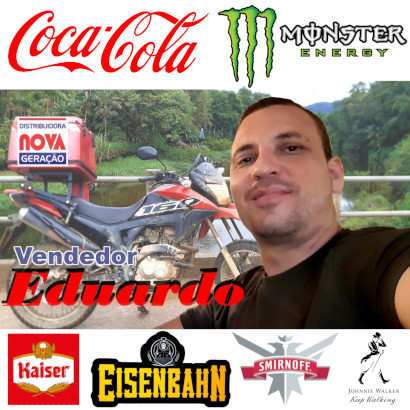 Coca-Cola
MONSTER
ENERGY
DISTRIBUIDORA
NOVA
GERAÇÃO
Vendedor
Eduardo
Kaiser
EISENBAHN
SMIRNOFF
JOHNNIE WALKER
Keep Walking